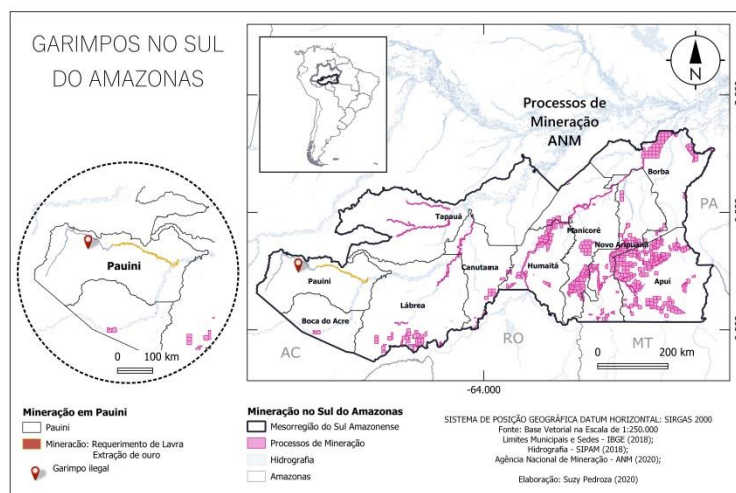 GARIMPOS NO SUL
DO AMAZONAS
N
Processos de
Mineração
ANM
Borba
PA
Tapauá
Manicoré
Novo Aripuanã
Canutama
Humaitá
Apuí
Pauini
Lábrea
Boca do Acre
AC
RO
MT
0
200 km
-64.000
Pauini
0
100 km
Mineração em Pauini
Pauini
Mineracão: Requerimento de Lavra
Extração de ouro
Garimpo ilegal
Mineração no Sul do Amazonas
Mesorregião do Sul Amazonense
Processos de Mineração
Hidrografia
Amazonas
SISTEMA DE POSIÇÃO GEOGRÁFICA DATUM HORIZONTAL: SIRGAS 2000
Fonte: Base Vetorial na Escala de 1:250.000
Limites Municipais e Sedes - IBGE (2018);
Hidrografia - SIPAM (2018);
Agência Nacional de Mineração - ANM (2020);
Elaboração: Suzy Pedroza (2020)